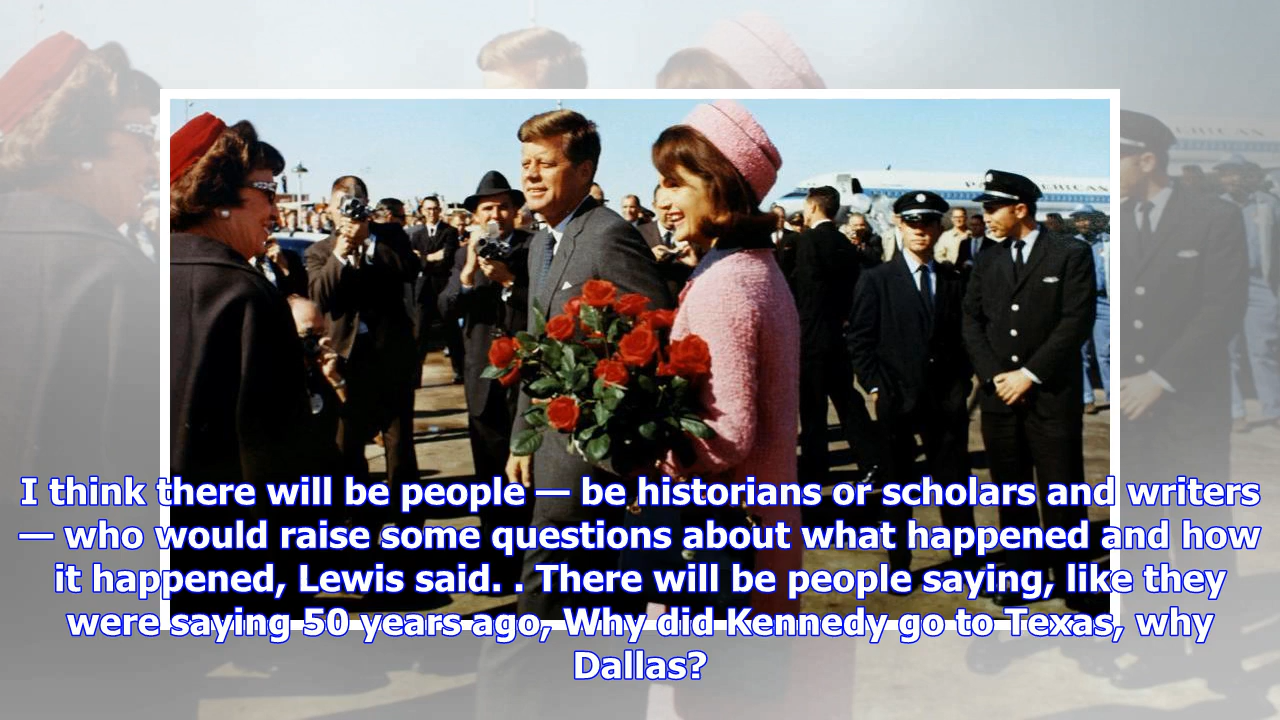 PAN AMERICAN
I think there will be people — be historians or scholars and writers
— who would raise some questions about what happened and how
it happened, Lewis said. . There will be people saying, like they
were saying 50 years ago, Why did Kennedy go to Texas, why
Dallas?